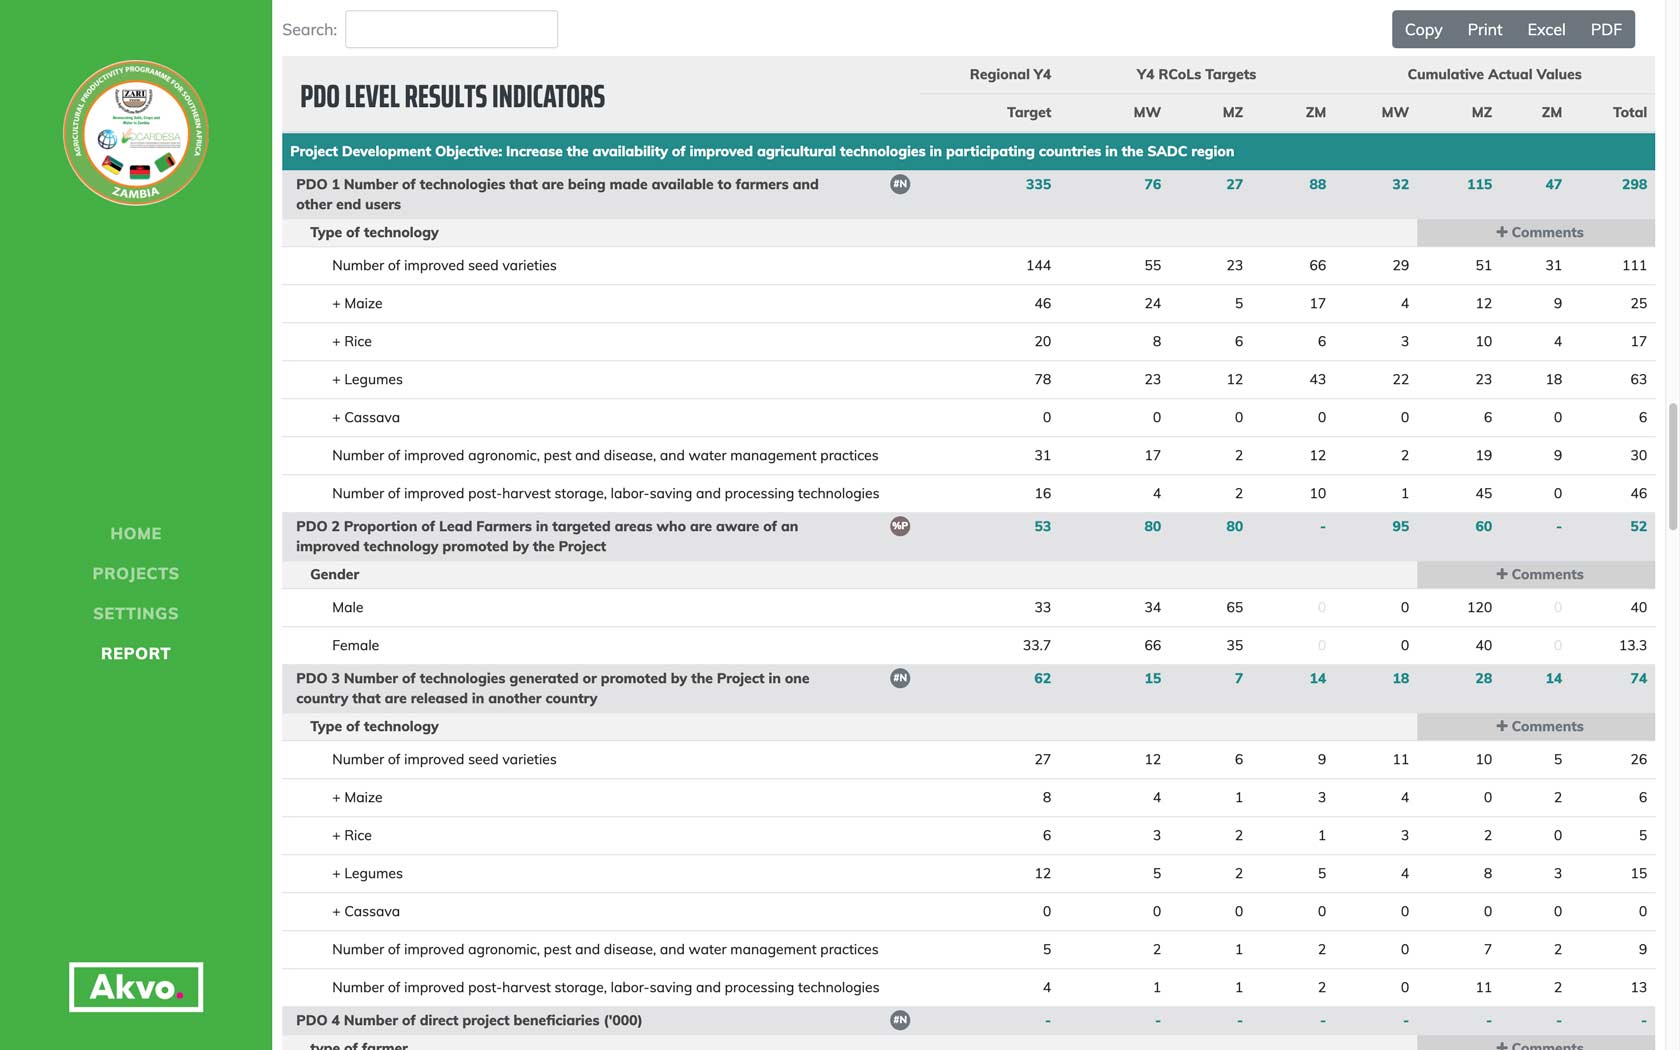 Search:
Copy Print Excel PDF
AGRICULTURAL PRODUCTIVITY PROGRAMME FOR SOUTHERN AFRICA
ZARI
ZAMBIA
HOME
PROJECTS
SETTINGS
REPORT
Akvo.
PDO LEVEL RESULTS INDICATORS
Regional Y4 Y4 RCoLs Targets Cumulative Actual Values
Target MW MZ ZM MW MZ ZM Total
Project Development Objective: Increase the availability of improved agricultural technologies in participating countries in the SADC region
PDO 1 Number of technologies that are being made available to farmers and #N 335 76 27 88 32 115 47 298
other end users
Type of technology + Comments
Number of improved seed varieties 144 55 23 66 29 51 31 111
+ Maize 46 24 5 17 4 12 9 25
+ Rice 20 8 6 6 3 10 4 17
+ Legumes 78 23 12 43 22 23 18 63
+ Cassava 0 0 0 0 0 6 0 6
Number of improved agronomic, pest and disease, and water management practices 31 17 2 12 2 19 9 30
Number of improved post-harvest storage, labor-saving and processing technologies 16 4 2 10 1 45 0 46
PDO 2 Proportion of Lead Farmers in targeted areas who are aware of an %P 53 80 80 - 95 60 - 52
improved technology promoted by the Project
Gender + Comments
Male 33 34 65 0 0 120 0 40
Female 33.7 66 35 0 0 40 0 13.3
PDO 3 Number of technologies generated or promoted by the Project in one #N 62 15 7 14 18 28 14 74
country that are released in another country
Type of technology + Comments
Number of improved seed varieties 27 12 6 9 11 10 5 26
+ Maize 8 4 1 3 4 0 2 6
+ Rice 6 3 2 1 3 2 0 5
+ Legumes 12 5 2 5 4 8 3 15
+ Cassava 0 0 0 0 0 0 0 0
Number of improved agronomic, pest and disease, and water management practices 5 2 1 2 0 7 2 9
Number of improved post-harvest storage, labor-saving and processing technologies 4 1 1 2 0 11 2 13
PDO 4 Number of direct project beneficiaries ('000) #N - - - - - - - -
type of farmer + Comments